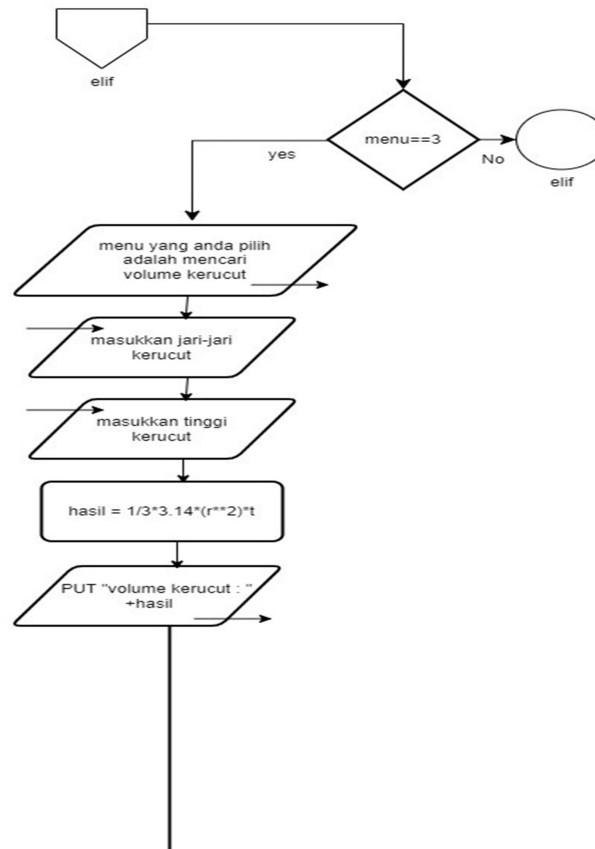 elif
menu==3
yes
No
elif
menu yang anda pilih
adalah mencari
volume kerucut
masukkan jari-jari
kerucut
masukkan tinggi
kerucut
hasil = 1/3*3.14*(r**2)*t
PUT "volume kerucut : "
+hasil